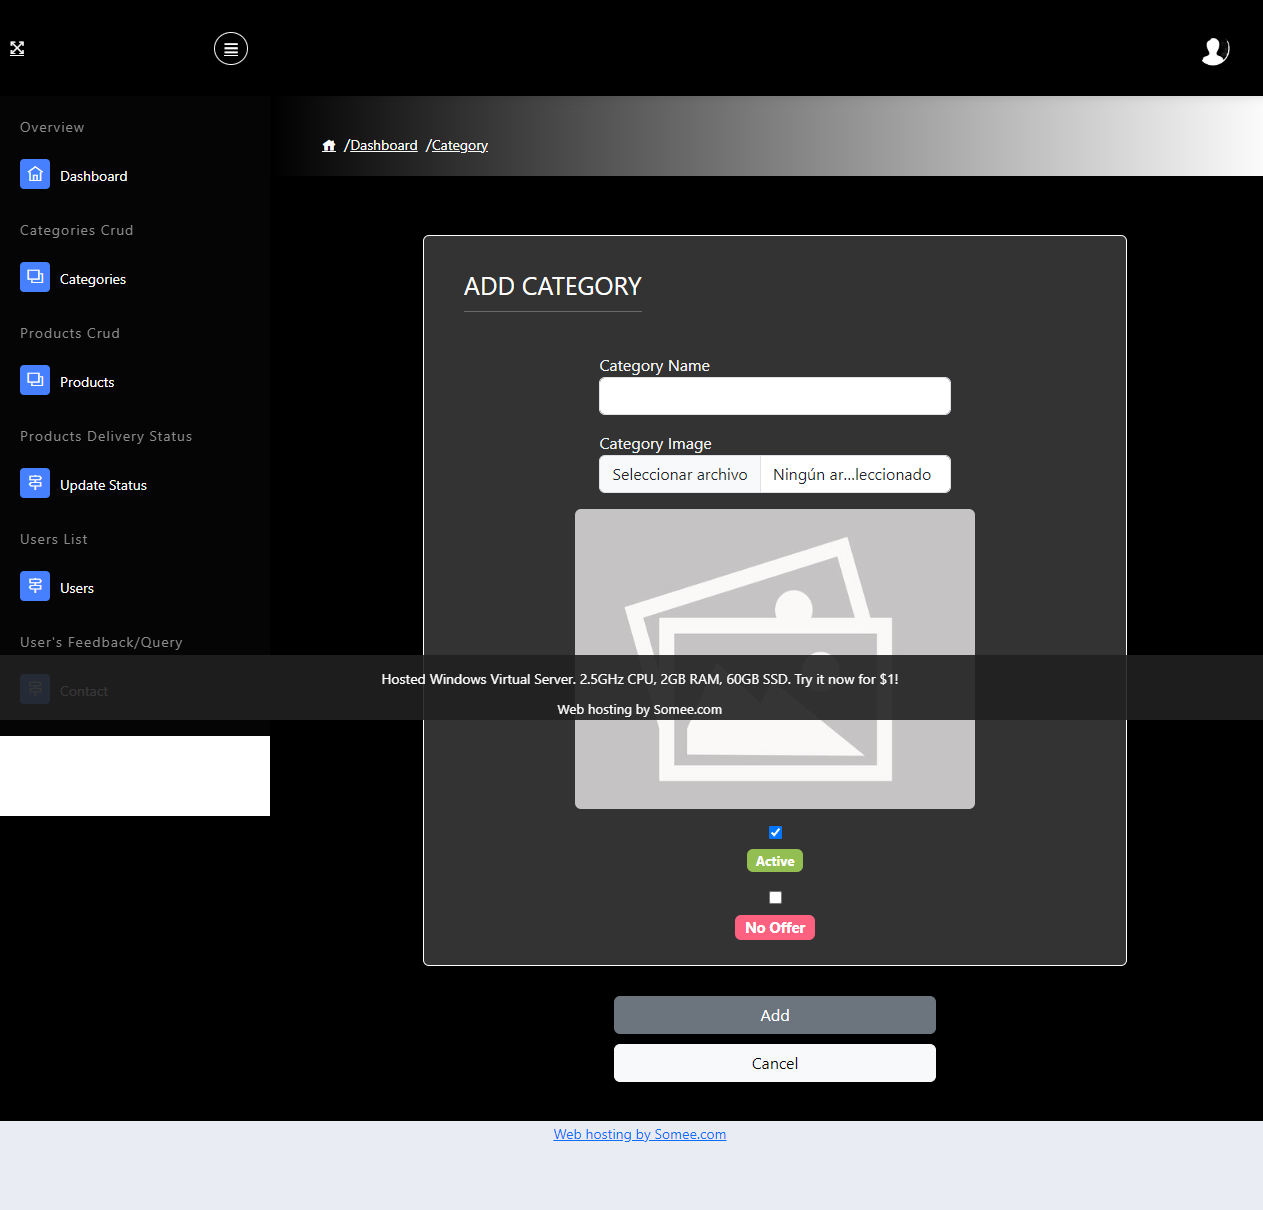 Overview
Dashboard
Categories Crud
Categories
Products Crud
Products
Products Delivery Status
Update Status
Users List
Users
User's Feedback/Query
Contact
/Dashboard /Category
ADD CATEGORY
Category Name
Category Image
Seleccionar archivo Ningún ar...leccionado
Hosted Windows Virtual Server. 2.5GHz CPU, 2GB RAM, 60GB SSD. Try it now for $1!
Web hosting by Somee.com
Active
No Offer
Add
Cancel
Web hosting by Somee.com